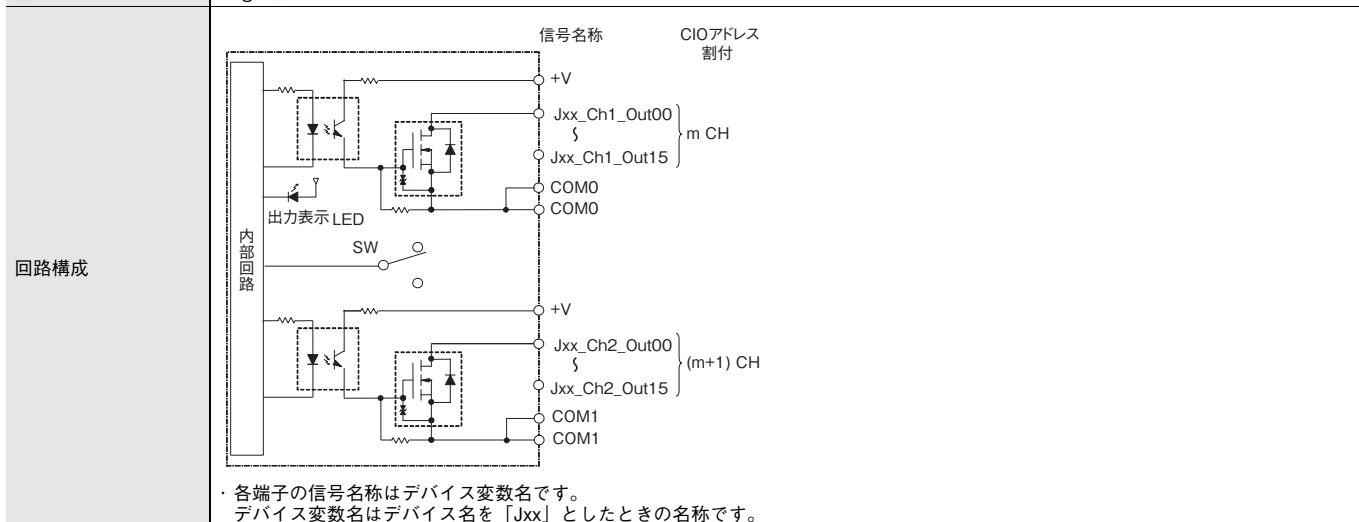 信号名称
CIOアドレス
割付
+V
Jxx_Ch1_Out00
Jxx_Ch1_Out15
m CH
COM0
COM0
出力表示LED
内部回路
SW
回路構成
+V
Jxx_Ch2_Out00
Jxx_Ch2_Out15
(m+1) CH
COM1
COM1
・各端子の信号名称はデバイス変数名です。
デバイス変数名はデバイス名を「Jxx」としたときの名称です。